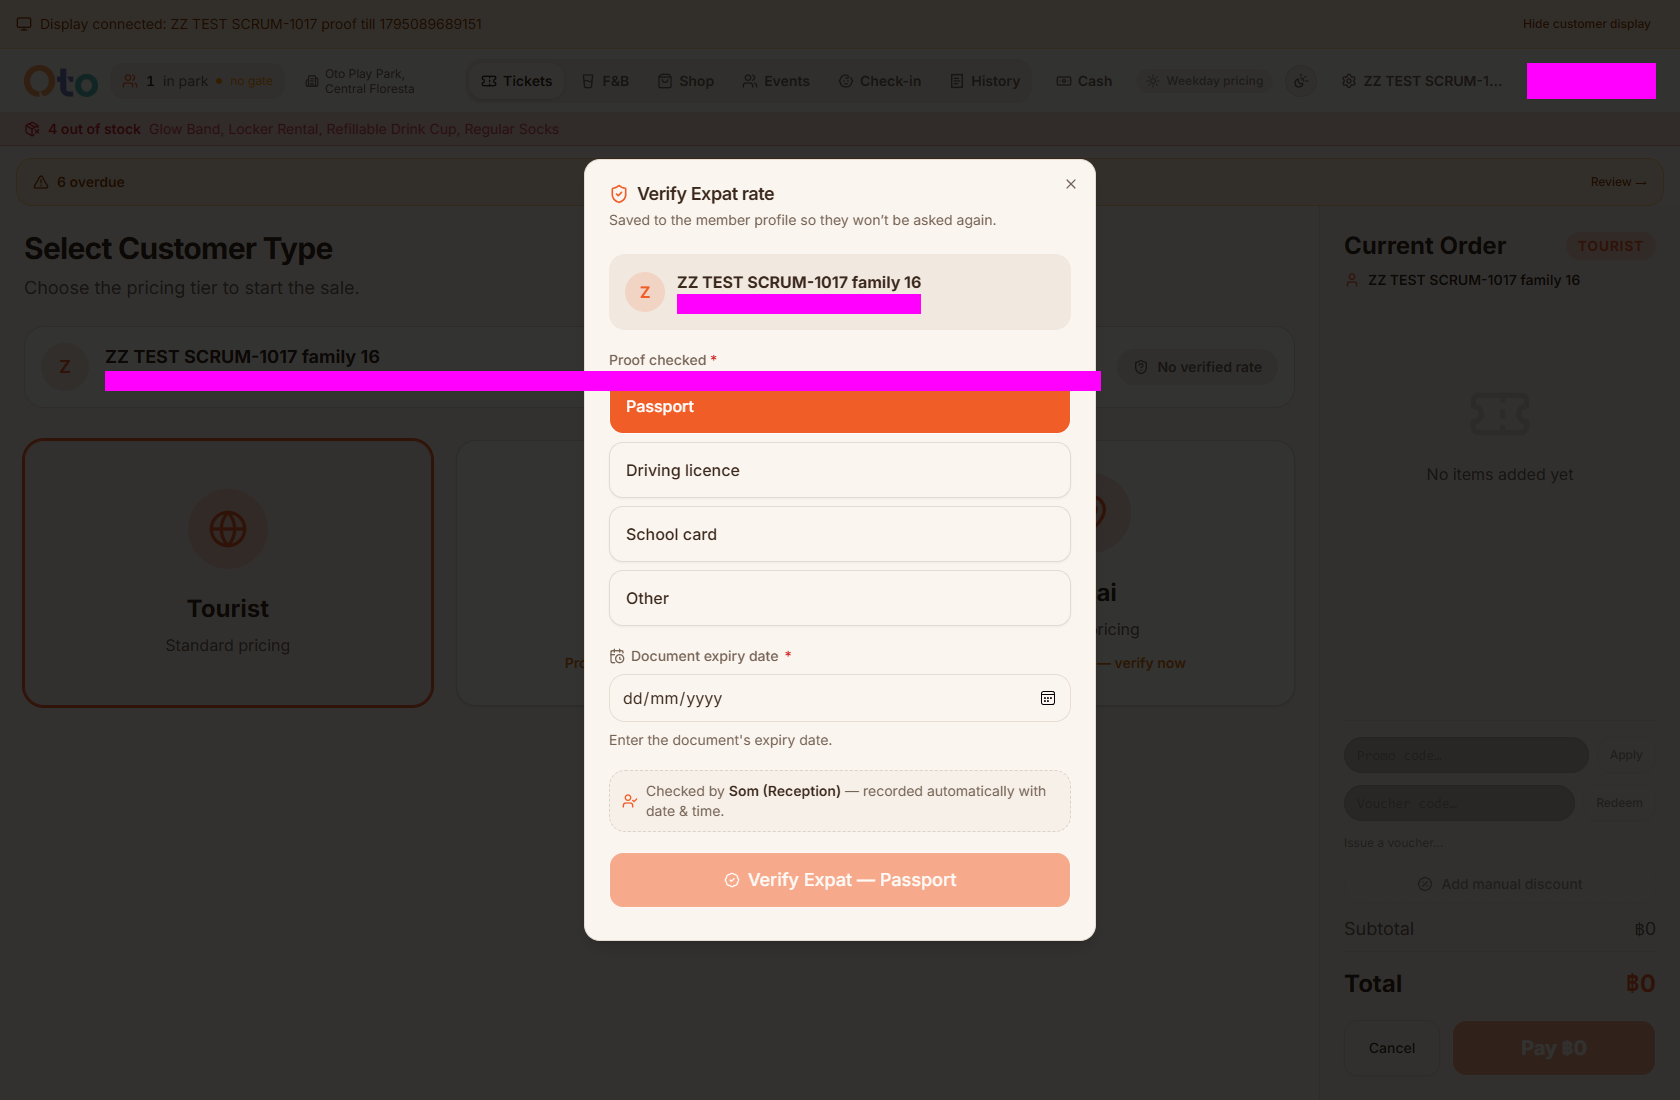 Display connected: ZZ TEST SCRUM-1017 proof till 1795089689151
Hide customer display
Oto
1 in park • no gate
Oto Play Park,
Central Floresta
Tickets
F&B
Shop
Events
Check-in
History
Cash
Weekday pricing
ZZ TEST SCRUM-1...
4 out of stock Glow Band, Locker Rental, Refillable Drink Cup, Regular Socks
6 overdue
Review →
Select Customer Type
Choose the pricing tier to start the sale.
Z
ZZ TEST SCRUM-1017 family 16
No verified rate
Tourist
Standard pricing
Pro
ai
ricing
— verify now
Verify Expat rate
Saved to the member profile so they won’t be asked again.
Z
ZZ TEST SCRUM-1017 family 16
Proof checked *
Passport
Driving licence
School card
Other
Document expiry date *
dd/mm/yyyy
Enter the document's expiry date.
Checked by Som (Reception) — recorded automatically with
date & time.
Verify Expat — Passport
Current Order
TOURIST
ZZ TEST SCRUM-1017 family 16
No items added yet
Promo code…
Apply
Voucher code…
Redeem
Issue a voucher…
Add manual discount
Subtotal
฿0
Total
฿0
Cancel
Pay ฿0